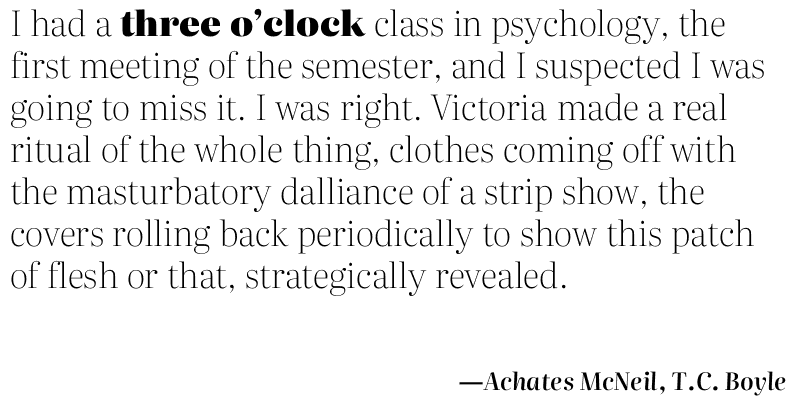 I had a three o’clock class in psychology, the
first meeting of the semester, and I suspected I was
going to miss it. I was right. Victoria made a real
ritual of the whole thing, clothes coming off with
the masturbatory dalliance of a strip show, the
covers rolling back periodically to show this patch
of flesh or that, strategically revealed.
—Achates McNeil, T.C. Boyle